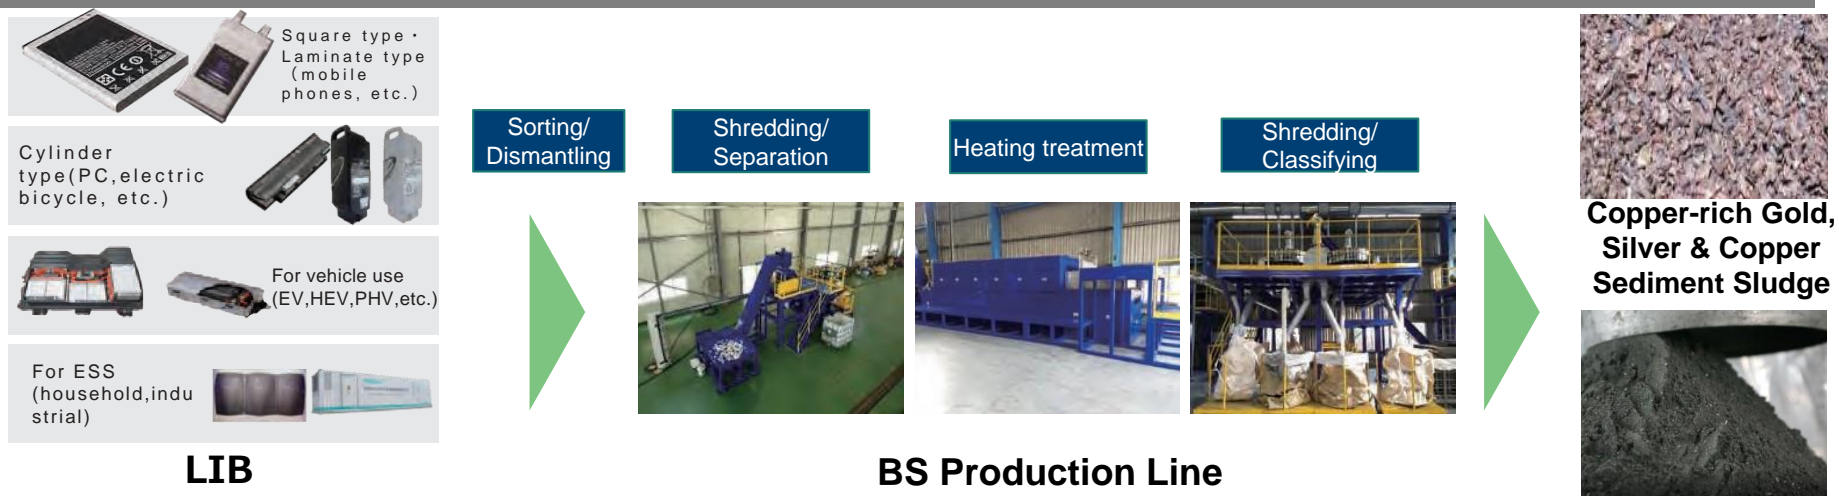 Square type・
Laminate type
（mobile
phones, etc.）
Cylinder
type(PC,electric
bicycle, etc.)
For vehicle use
(EV,HEV,PHV,etc.)
For ESS
(household,indu
strial)
LIB
Sorting/
Dismantling
Shredding/
Separation
Heating treatment
Shredding/
Classifying
BS Production Line
Copper-rich Gold,
Silver & Copper
Sediment Sludge